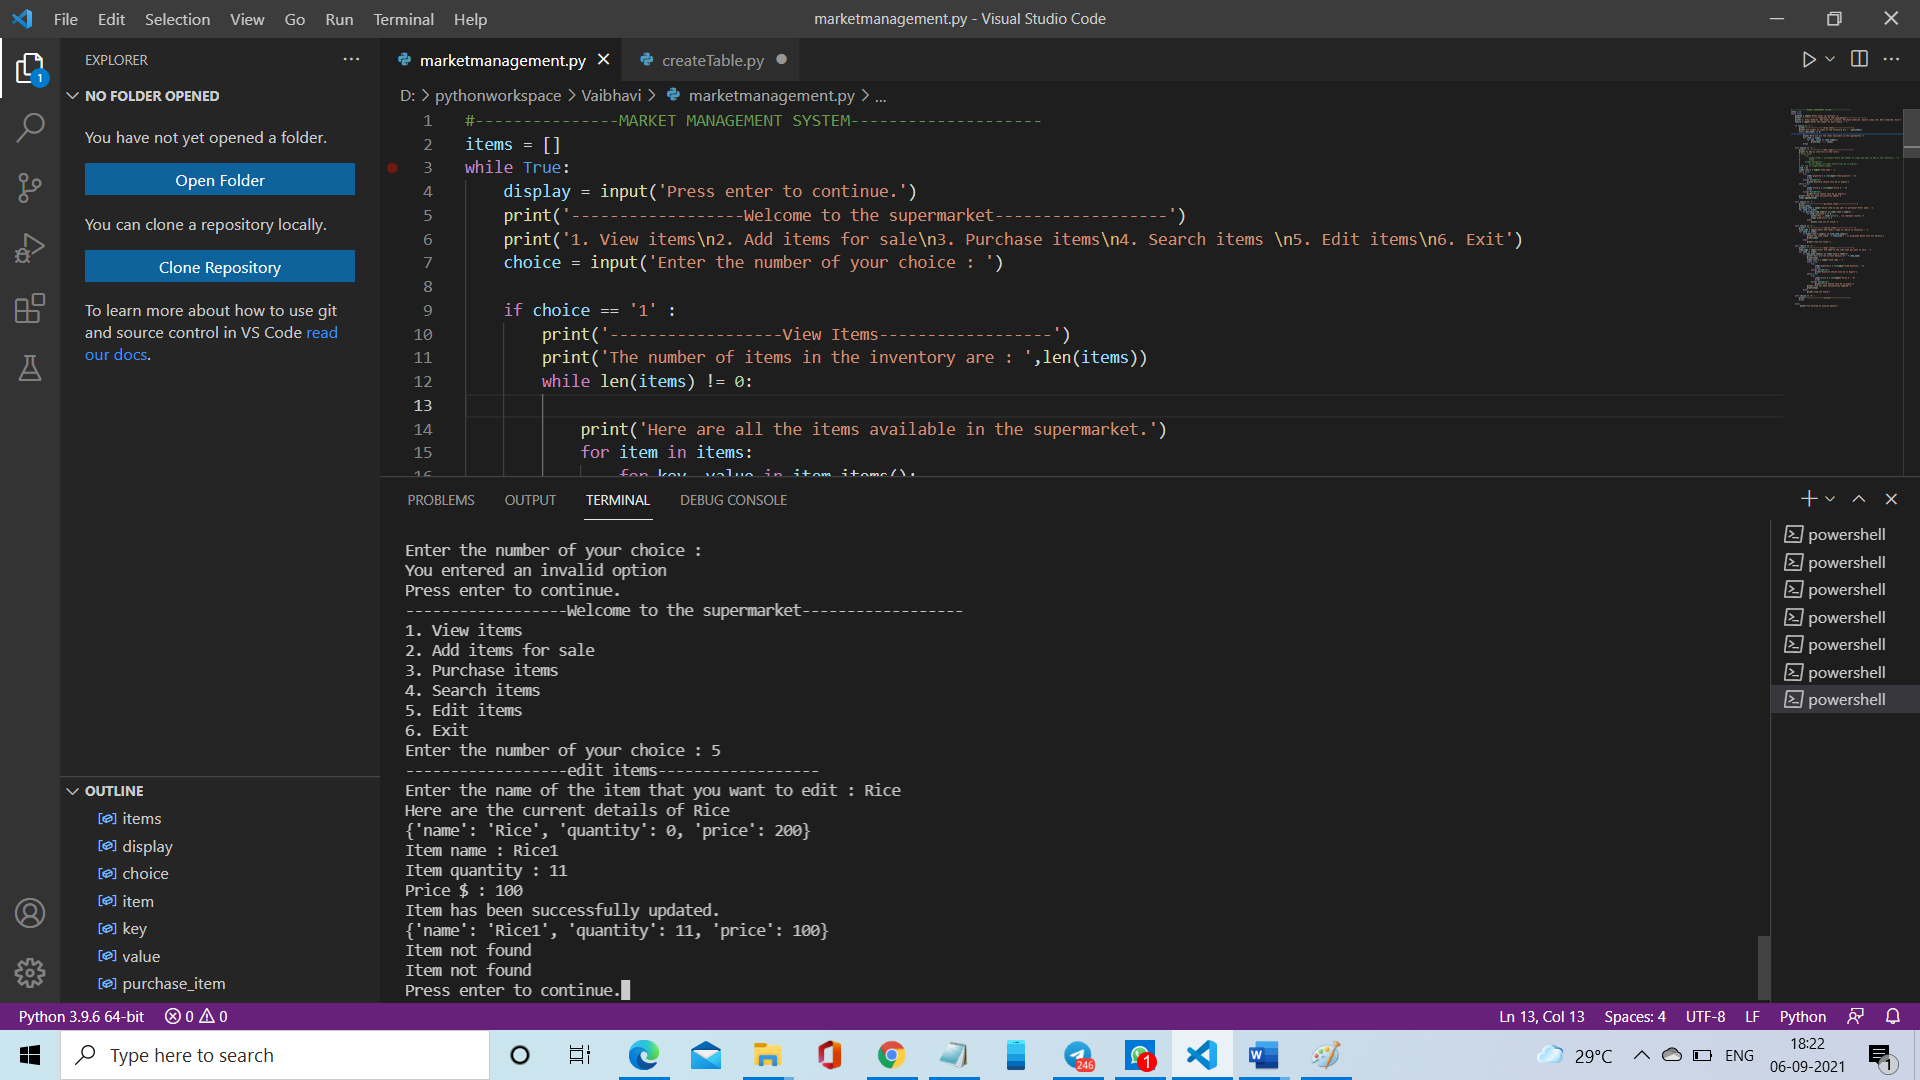 File Edit Selection View Go Run Terminal Help
marketmanagement.py - Visual Studio Code
EXPLORER
1
NO FOLDER OPENED
You have not yet opened a folder.
Open Folder
You can clone a repository locally.
Clone Repository
To learn more about how to use git
and source control in VS Code read
our docs.
OUTLINE
items
display
choice
item
key
value
purchase_item
marketmanagement.py
createTable.py
D: > pythonworkspace > Vaibhavi > marketmanagement.py > ...
1 #---------------MARKET MANAGEMENT SYSTEM--------------------
2 items = []
3 while True:
4 display = input('Press enter to continue.')
5 print('------------------Welcome to the supermarket------------------')
6 print('1. View items\n2. Add items for sale\n3. Purchase items\n4. Search items \n5. Edit items\n6. Exit')
7 choice = input('Enter the number of your choice : ')
8
9 if choice == '1' :
10 print('------------------View Items------------------')
11 print('The number of items in the inventory are : ',len(items))
12 while len(items) != 0:
13
14 print('Here are all the items available in the supermarket.')
15 for item in items:
16 for key, value in item.items():
PROBLEMS OUTPUT TERMINAL DEBUG CONSOLE
Enter the number of your choice :
You entered an invalid option
Press enter to continue.
------------------Welcome to the supermarket------------------
1. View items
2. Add items for sale
3. Purchase items
4. Search items
5. Edit items
6. Exit
Enter the number of your choice : 5
------------------edit items------------------
Enter the name of the item that you want to edit : Rice
Here are the current details of Rice
{'name': 'Rice', 'quantity': 0, 'price': 200}
Item name : Rice1
Item quantity : 11
Price $ : 100
Item has been successfully updated.
{'name': 'Rice1', 'quantity': 11, 'price': 100}
Item not found
Item not found
Press enter to continue.
powershell
powershell
powershell
powershell
powershell
powershell
powershell
Python 3.9.6 64-bit 0 0
Ln 13, Col 13 Spaces: 4 UTF-8 LF Python
Type here to search
246
1
29°C
ENG
18:22
06-09-2021
1